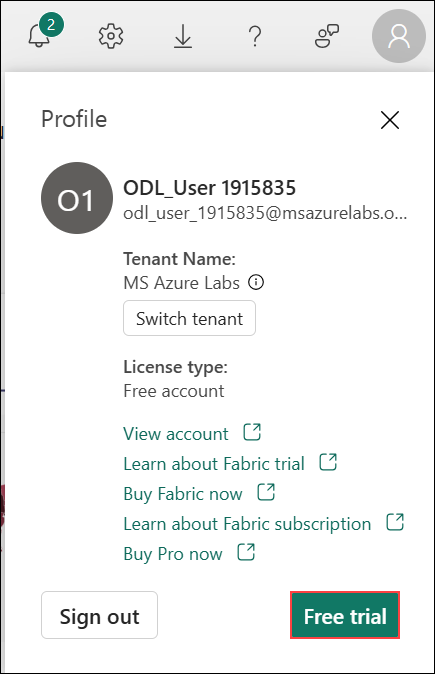 2
Profile
O1
ODL_User 1915835
odl_user_1915835@msazurelabs.o...
Tenant Name:
MS Azure Labs
Switch tenant
License type:
Free account
View account
Learn about Fabric trial
Buy Fabric now
Learn about Fabric subscription
Buy Pro now
Sign out
Free trial